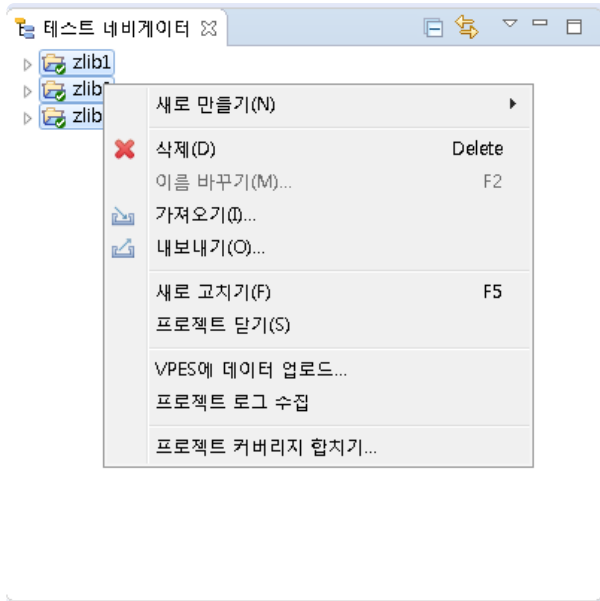 테스트 네비게이터
zlib1
zlib
zlib
새로 만들기(N)
삭제(D) Delete
이름 바꾸기(M)... F2
가져오기(I)...
내보내기(O)...
새로 고치기(F) F5
프로젝트 닫기(S)
VPES에 데이터 업로드...
프로젝트 로그 수집
프로젝트 커버리지 합치기...